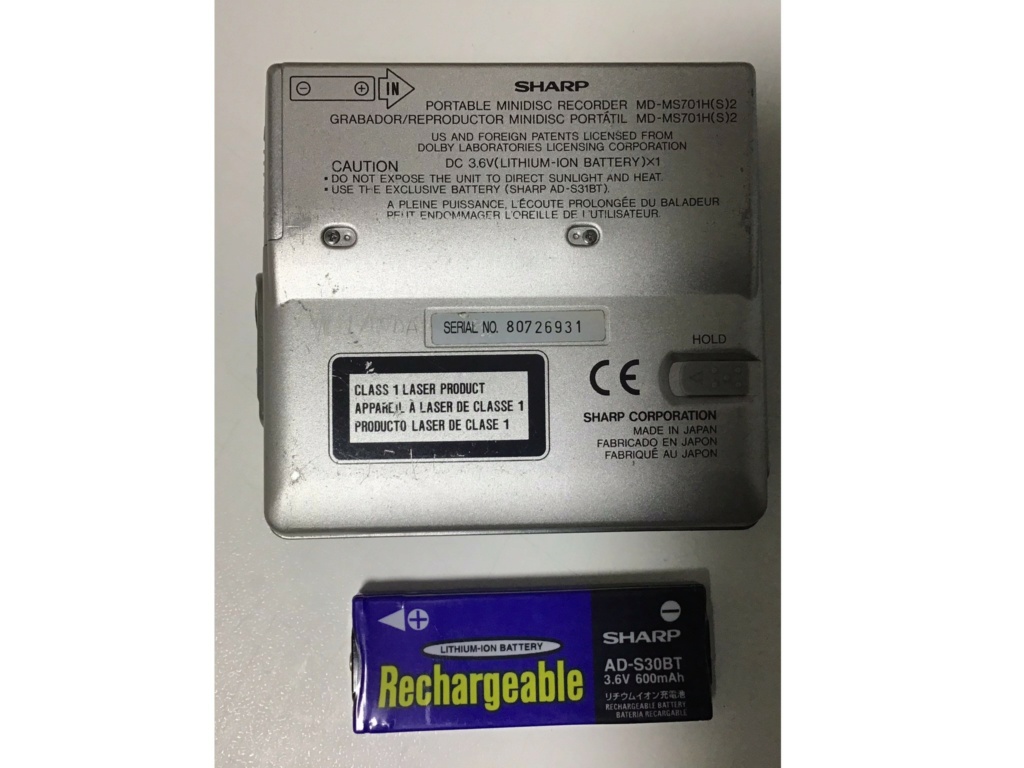 IN
SHARP
PORTABLE MINIDISC RECORDER MD-MS701H(S)2
GRABADOR/REPRODUCTOR MINIDISC PORTÁTIL MD-MS701H(S)2
US AND FOREIGN PATENTS LICENSED FROM
DOLBY LABORATORIES LICENSING CORPORATION
DC 3.6V(LITHIUM-ION BATTERY)×1
CAUTION
• DO NOT EXPOSE THE UNIT TO DIRECT SUNLIGHT AND HEAT.
• USE THE EXCLUSIVE BATTERY (SHARP AD-S31BT).
A PLEINE PUISSANCE, L'ÉCOUTE PROLONGÉE DU BALADEUR
PEUT ENDOMMAGER L'OREILLE DE L'UTILISATEUR.
SERIAL NO. 80726931
HOLD
CLASS 1 LASER PRODUCT
APPAREIL À LASER DE CLASSE 1
PRODUCTO LASER DE CLASE 1
CE
SHARP CORPORATION
MADE IN JAPAN
FABRICADO EN JAPON
FABRIQUÉ AU JAPON
LITHIUM-ION BATTERY
Rechargeable
SHARP
AD-S30BT
3.6V 600mAh
リチウムイオン充電池
RECHARGEABLE BATTERY
BATERIA RECARGABLE